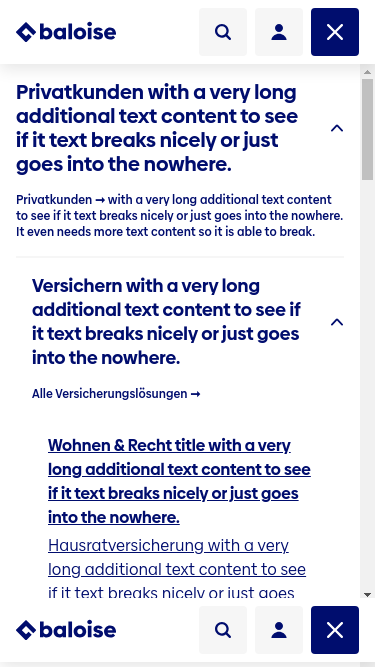 baloise
Privatkunden with a very long
additional text content to see
if it text breaks nicely or just
goes into the nowhere.
Privatkunden ➞ with a very long additional text content
to see if it text breaks nicely or just goes into the nowhere.
It even needs more text content so it is able to break.
Versichern with a very long
additional text content to see if
it text breaks nicely or just goes
into the nowhere.
Alle Versicherungslösungen ➞
Wohnen & Recht title with a very
long additional text content to see
if it text breaks nicely or just goes
into the nowhere.
Hausratversicherung with a very
long additional text content to see
if it text breaks nicely or just goes
baloise